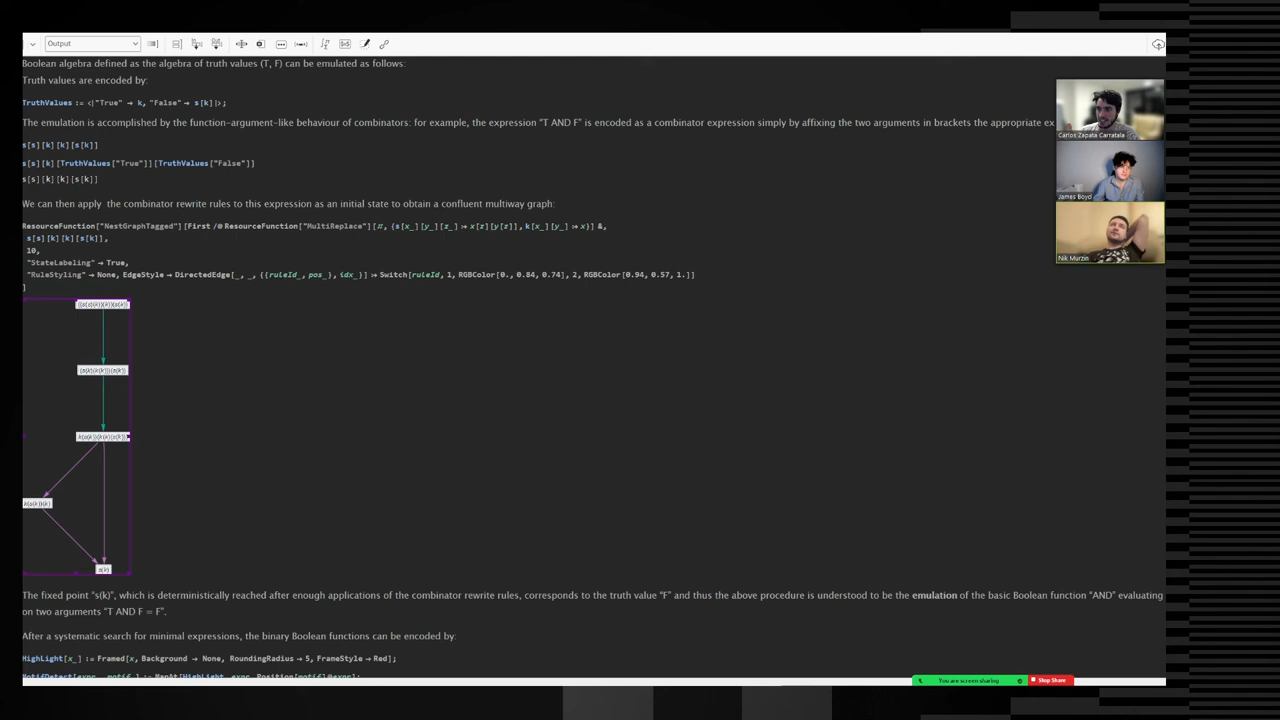 Output
Boolean algebra defined as the algebra of truth values (T, F) can be emulated as follows:
Truth values are encoded by:
TruthValues := <|"True" → k, "False" → s[k]|>;
The emulation is accomplished by the function-argument-like behaviour of combinators: for example, the expression "T AND F" is encoded as a combinator expression simply by affixing the two arguments in brackets the appropriate ex
s[s][k][k][s[k]]
s[s][k][TruthValues["True"]][TruthValues["False"]]
s[s][k][k][s[k]]
We can then apply the combinator rewrite rules to this expression as an initial state to obtain a confluent multiway graph:
ResourceFunction["NestGraphTagged"][First /@ ResourceFunction["MultiReplace"][#, {s[x_][y_][z_] :> x[z][y[z]], k[x_][y_] :> x}] &,
s[s][k][k][s[k]],
10,
"StateLabeling" → True,
"RuleStyling" → None, EdgeStyle → DirectedEdge[_, _, {{ruleId_, pos_}, idx_}] :> Switch[ruleId, 1, RGBColor[0., 0.84, 0.74], 2, RGBColor[0.94, 0.57, 1.]]
]
s(k)
The fixed point "s(k)", which is deterministically reached after enough applications of the combinator rewrite rules, corresponds to the truth value "F" and thus the above procedure is understood to be the emulation of the basic Boolean function "AND" evaluating
on two arguments "T AND F = F".
After a systematic search for minimal expressions, the binary Boolean functions can be encoded by:
HighLight[x_] := Framed[x, Background → None, RoundingRadius → 5, FrameStyle → Red];
Carlos Zapata Carratala
James Boyd
Nik Murzin
You are screen sharing
Stop Share